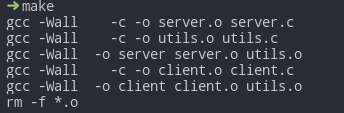 ➜make
gcc -Wall    -c -o server.o server.c
gcc -Wall    -c -o utils.o utils.c
gcc -Wall  -o server server.o utils.o
gcc -Wall    -c -o client.o client.c
gcc -Wall  -o client client.o utils.o
rm -f *.o